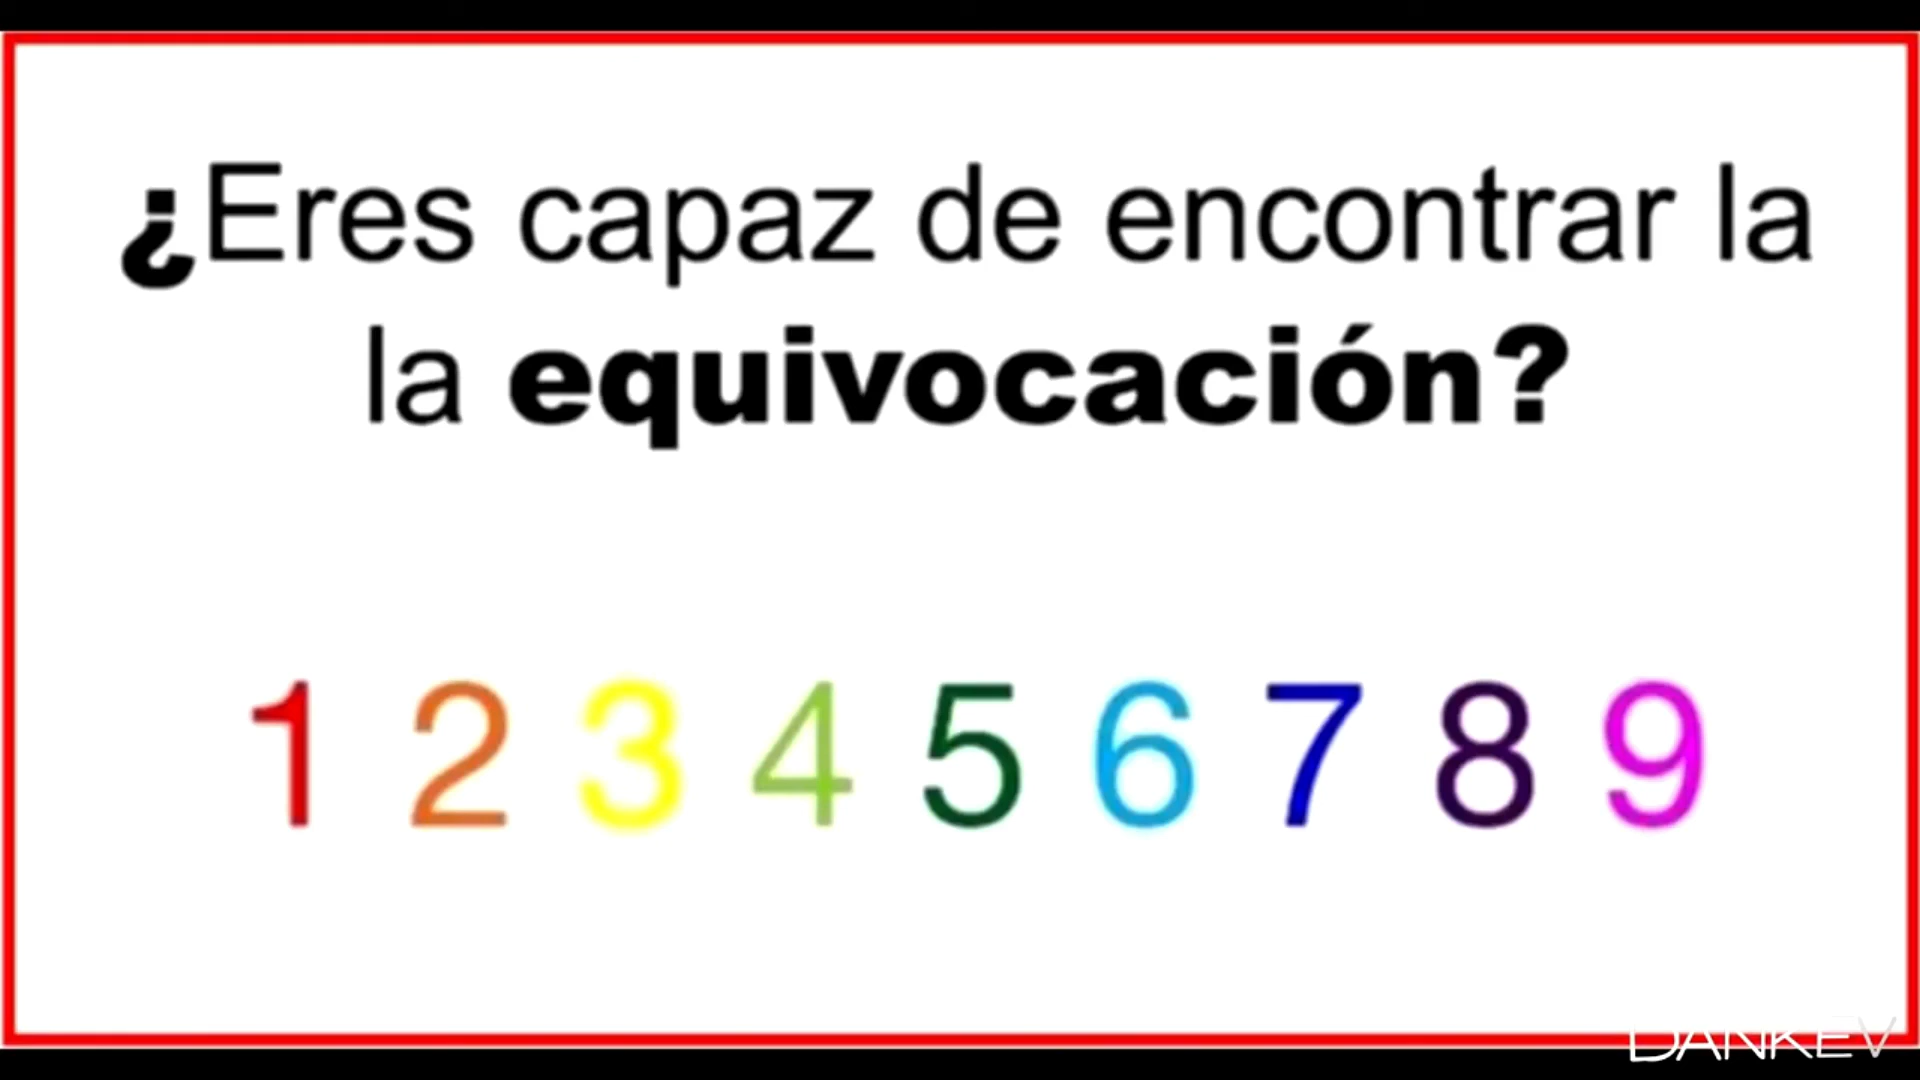 ¿Eres capaz de encontrar la
la equivocación?
1 2 3 4 5 6 7 8 9
DANKEV